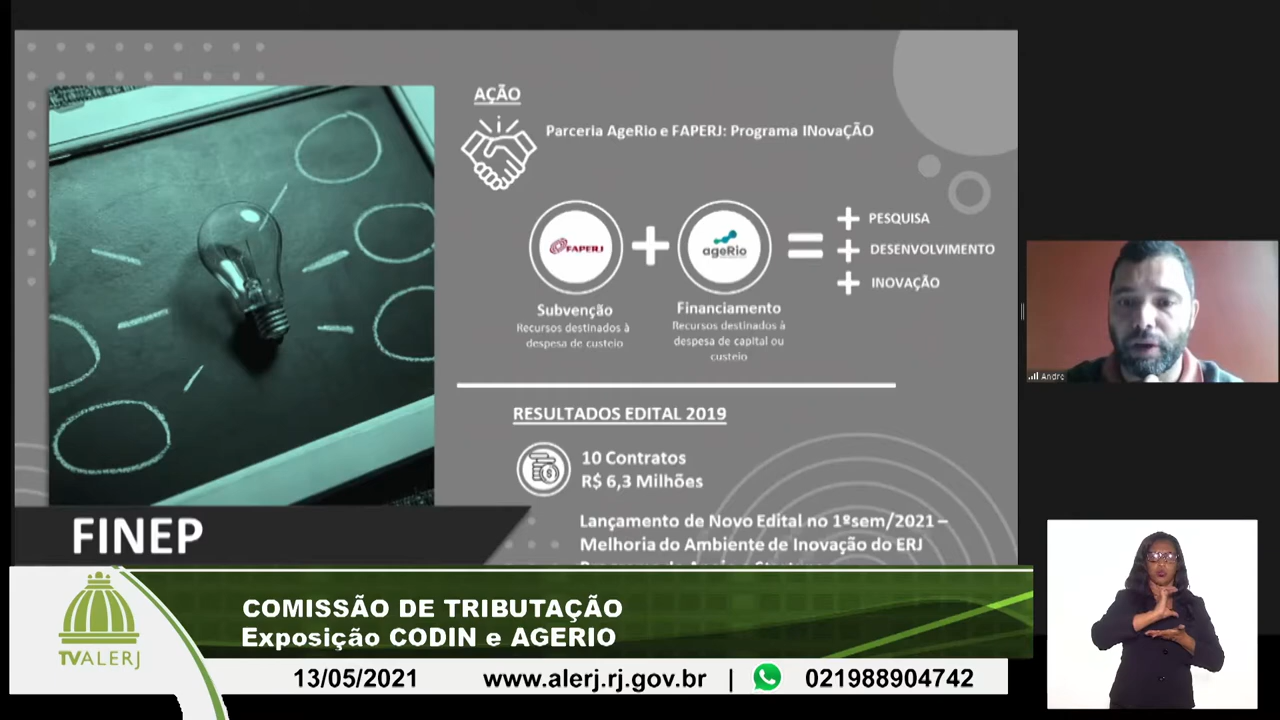 AÇÃO
Parceria AgeRio e FAPERJ: Programa INovaÇÃO
FAPERJ
ageRio
+ PESQUISA
+ DESENVOLVIMENTO
+ INOVAÇÃO
+
=
Subvenção
Recursos destinados à
despesa de custeio
Financiamento
Recursos destinados à
despesa de capital ou
custeio
RESULTADOS EDITAL 2019
10 Contratos
R$ 6,3 Milhões
Lançamento de Novo Edital no 1ºsem/2021 –
Melhoria do Ambiente de Inovação do ERJ
FINEP
Andre
COMISSÃO DE TRIBUTAÇÃO
Exposição CODIN e AGERIO
TVALERJ
13/05/2021 www.alerj.rj.gov.br | 021988904742